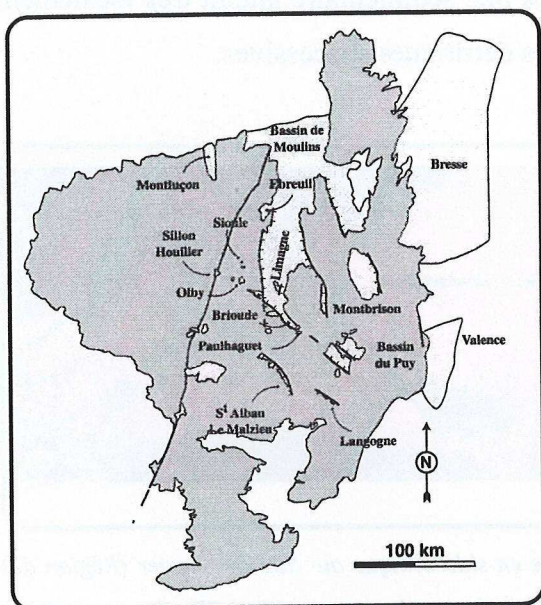 Bassin de
Moulins
Bresse
Montluçon
Ebreuil
Sioule
Sillon
Houiller
Limagne
Olby
Brioude
Montbrison
Paulhaguet
Bassin
du Puy
Valence
St Alban
Le Malzieu
Langogne
N
100 km